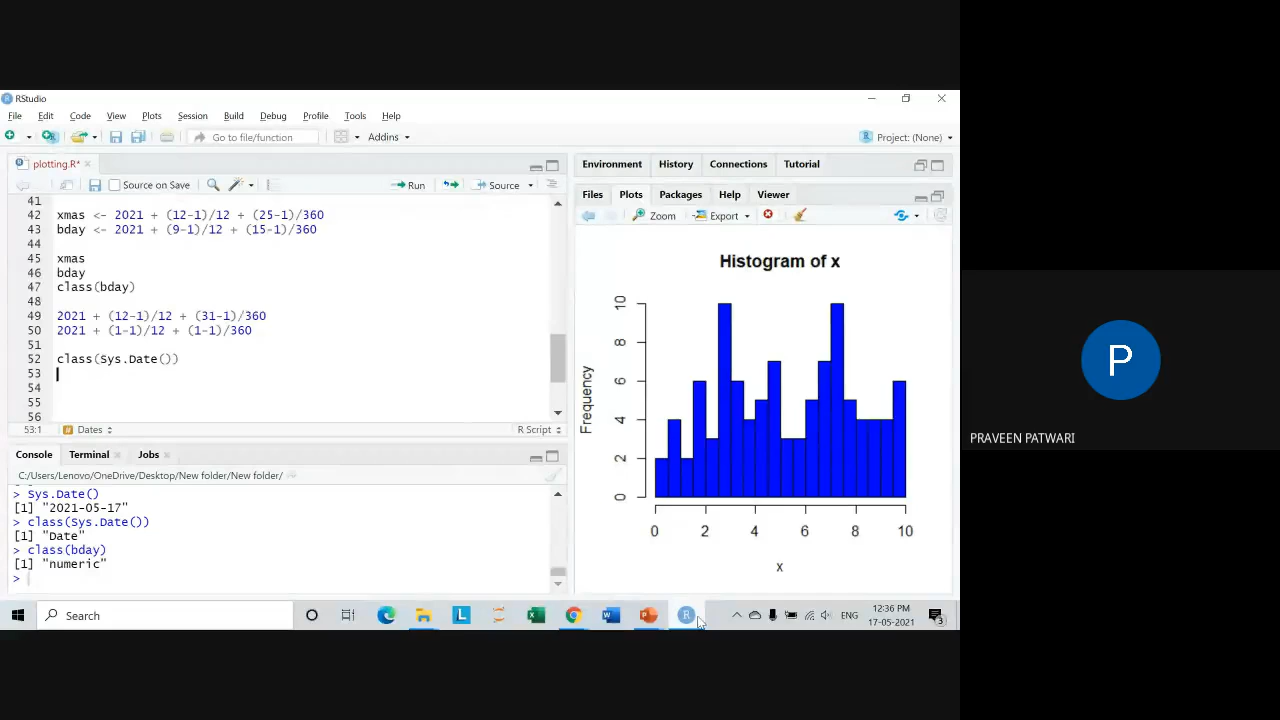 RStudio
File Edit Code View Plots Session Build Debug Profile Tools Help
Go to file/function Addins Project: (None)
plotting.R*
Source on Save Run Source
41
42 xmas <- 2021 + (12-1)/12 + (25-1)/360
43 bday <- 2021 + (9-1)/12 + (15-1)/360
44
45 xmas
46 bday
47 class(bday)
48
49 2021 + (12-1)/12 + (31-1)/360
50 2021 + (1-1)/12 + (1-1)/360
51
52 class(Sys.Date())
53
54
55
56
53:1 Dates R Script
Console Terminal Jobs
C:/Users/Lenovo/OneDrive/Desktop/New folder/New folder/
> Sys.Date()
[1] "2021-05-17"
> class(Sys.Date())
[1] "Date"
> class(bday)
[1] "numeric"
>
Environment History Connections Tutorial
Files Plots Packages Help Viewer
Zoom Export
Histogram of x
Frequency
0 2 4 6 8 10
0 2 4 6 8 10
x
P
PRAVEEN PATWARI
Search
L
R
ENG
12:36 PM
17-05-2021
3